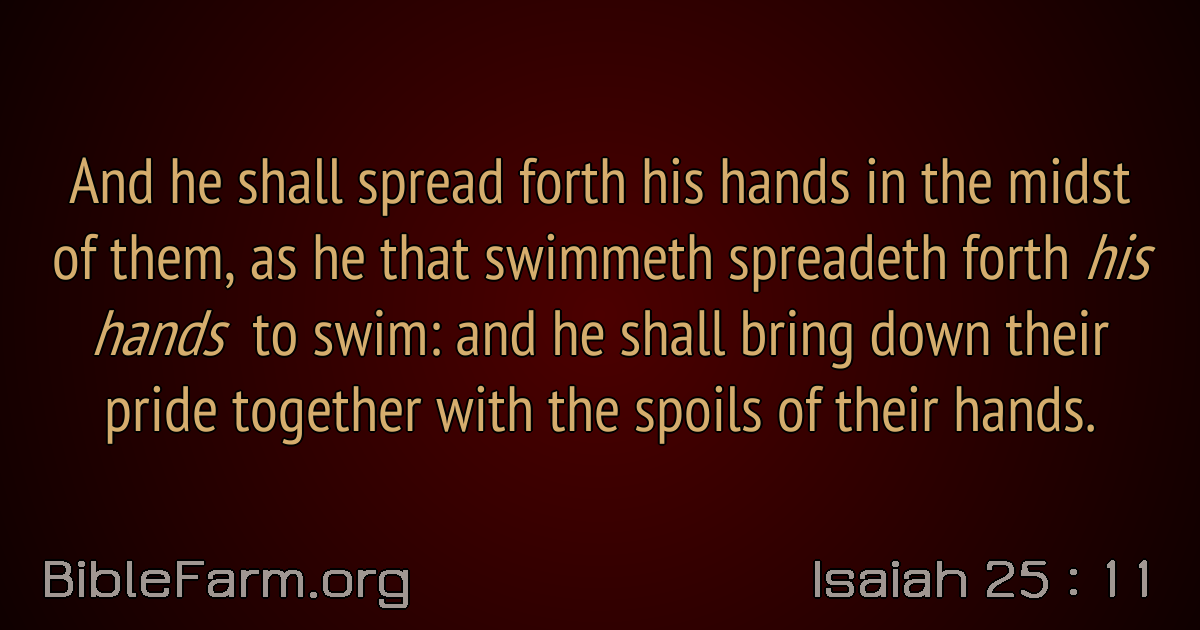 And he shall spread forth his hands in the midst
of them, as he that swimmeth spreadeth forth his
hands to swim: and he shall bring down their
pride together with the spoils of their hands.
BibleFarm.org
Isaiah 25 : 11